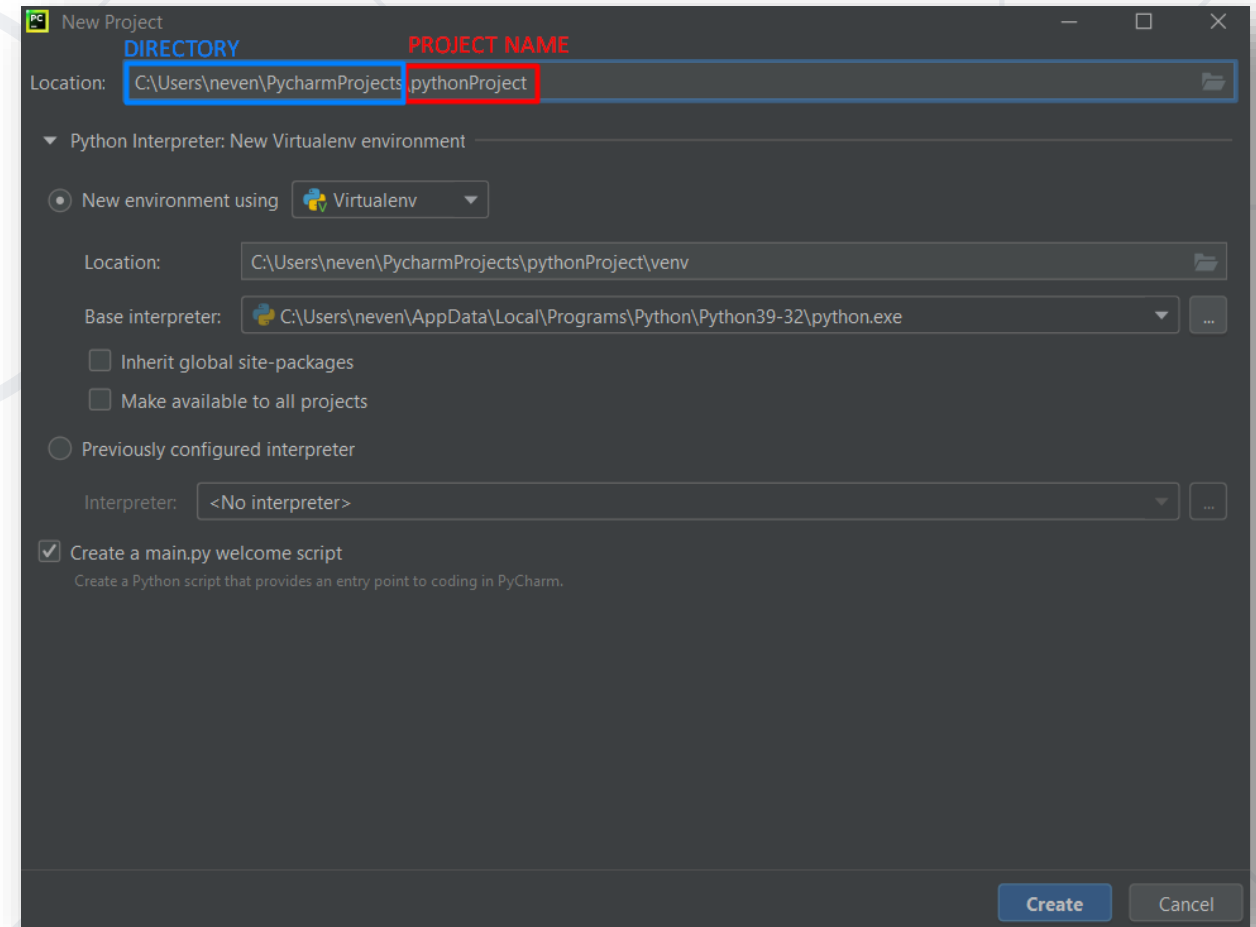 PC New Project
DIRECTORY PROJECT NAME
Location: C:\Users\neven\PycharmProjects\pythonProject
Python Interpreter: New Virtualenv environment
New environment using Virtualenv
Location: C:\Users\neven\PycharmProjects\pythonProject\venv
Base interpreter: C:\Users\neven\AppData\Local\Programs\Python\Python39-32\python.exe ...
Inherit global site-packages
Make available to all projects
Previously configured interpreter
Interpreter: <No interpreter> ...
Create a main.py welcome script
Create a Python script that provides an entry point to coding in PyCharm.
Create Cancel